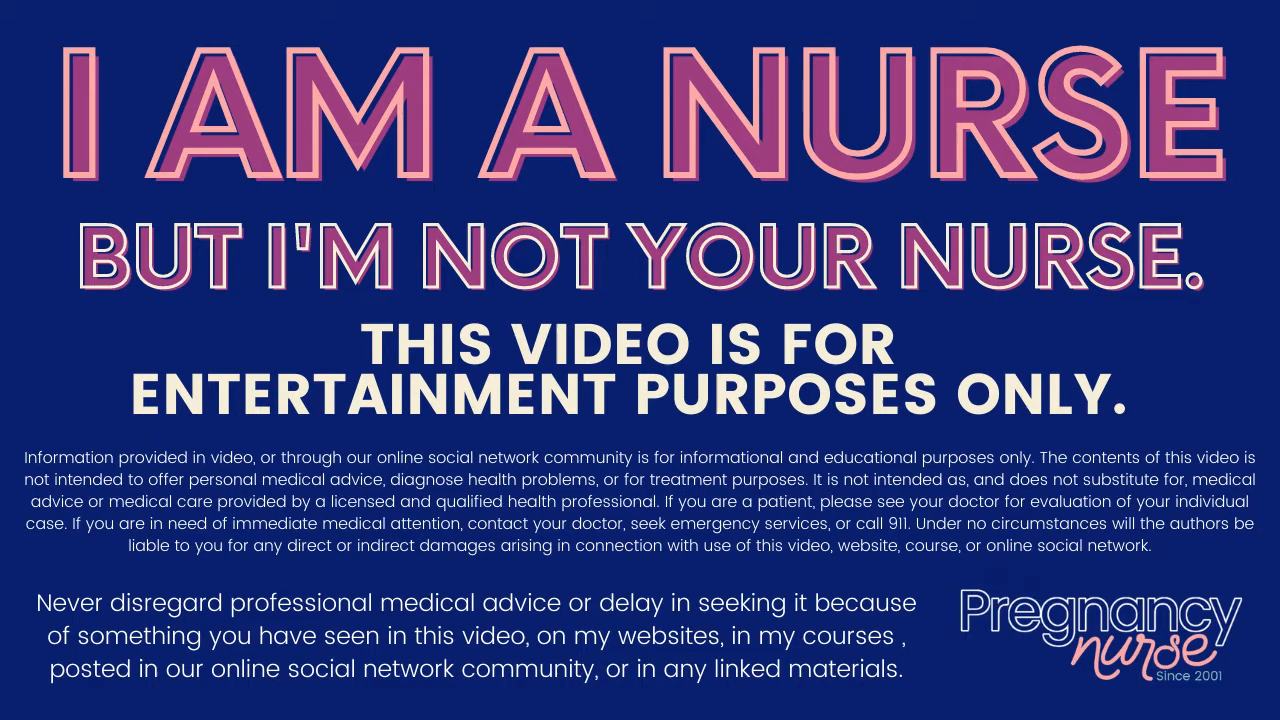 I AM A NURSE
BUT I'M NOT YOUR NURSE.
THIS VIDEO IS FOR
ENTERTAINMENT PURPOSES ONLY.
Information provided in video, or through our online social network community is for informational and educational purposes only. The contents of this video is
not intended to offer personal medical advice, diagnose health problems, or for treatment purposes. It is not intended as, and does not substitute for, medical
advice or medical care provided by a licensed and qualified health professional. If you are a patient, please see your doctor for evaluation of your individual
case. If you are in need of immediate medical attention, contact your doctor, seek emergency services, or call 911. Under no circumstances will the authors be
liable to you for any direct or indirect damages arising in connection with use of this video, website, course, or online social network.
Never disregard professional medical advice or delay in seeking it because
of something you have seen in this video, on my websites, in my courses ,
posted in our online social network community, or in any linked materials.
Pregnancy
nurse
Since 2001